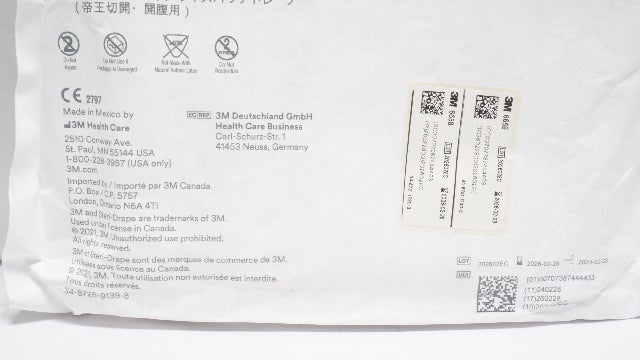 （帝王切開・開腹用）
Do Not
Reuse
Do Not Use if
Package is Damaged
Not Made with
Natural Rubber Latex
Do Not
Resterilize
CE 2797
Made in Mexico by
3M Health Care
2510 Conway Ave.
St. Paul, MN 55144 USA
1-800-228-3957 (USA only)
3M.com
Imported by / Importé par 3M Canada
P.O. Box / C.P. 5757
London, Ontario N6A 4T1
3M and Steri-Drape are trademarks of 3M.
Used under license in Canada.
© 2021, 3M. Unauthorized use prohibited.
3M et Steri-Drape sont des marques de commerce de 3M.
Utilisées sous licence au Canada.
© 2021, 3M. Toute utilisation non autorisée est interdite.
Tous droits réservés.
34-8726-9139-8
EC REP
3M Deutschland GmbH
Health Care Business
Carl-Schurz-Str. 1
41453 Neuss, Germany
3M
LOT
3M
LOT
LOT 202602EC 2026-02-28 2024-02-28
UDI
(01)00707387444433
(11)240228
(17)260228